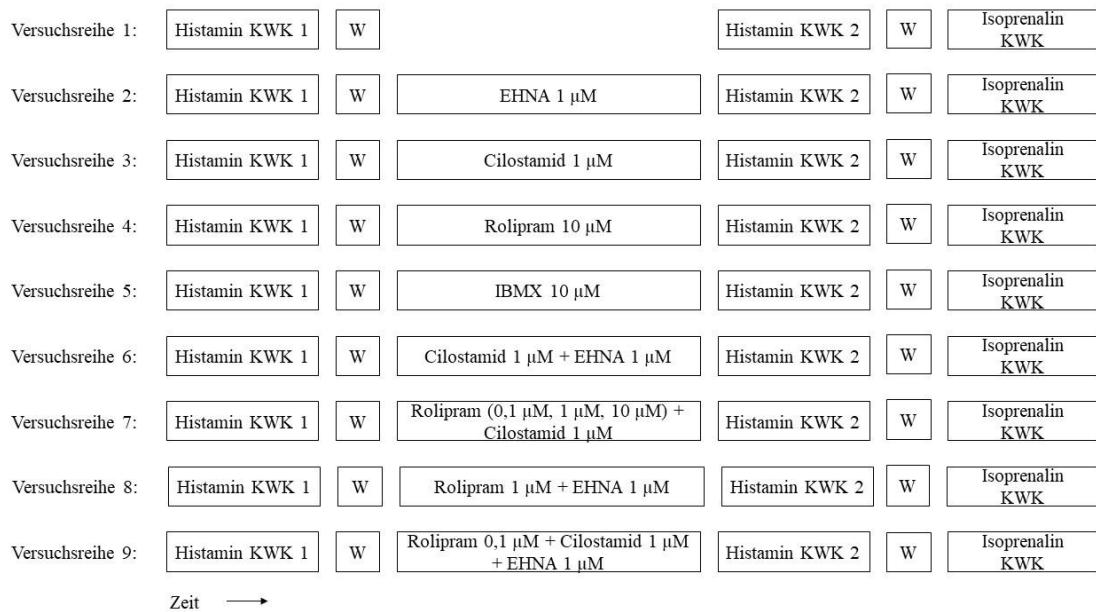 Versuchsreihe 1: Histamin KWK 1 W Histamin KWK 2 W Isoprenalin
KWK
Versuchsreihe 2: Histamin KWK 1 W EHNA 1 µM Histamin KWK 2 W Isoprenalin
KWK
Versuchsreihe 3: Histamin KWK 1 W Cilostamid 1 µM Histamin KWK 2 W Isoprenalin
KWK
Versuchsreihe 4: Histamin KWK 1 W Rolipram 10 µM Histamin KWK 2 W Isoprenalin
KWK
Versuchsreihe 5: Histamin KWK 1 W IBMX 10 µM Histamin KWK 2 W Isoprenalin
KWK
Versuchsreihe 6: Histamin KWK 1 W Cilostamid 1 µM + EHNA 1 µM Histamin KWK 2 W Isoprenalin
KWK
Versuchsreihe 7: Histamin KWK 1 W Rolipram (0,1 µM, 1 µM, 10 µM) +
Cilostamid 1 µM Histamin KWK 2 W Isoprenalin
KWK
Versuchsreihe 8: Histamin KWK 1 W Rolipram 1 µM + EHNA 1 µM Histamin KWK 2 W Isoprenalin
KWK
Versuchsreihe 9: Histamin KWK 1 W Rolipram 0,1 µM + Cilostamid 1 µM
+ EHNA 1 µM Histamin KWK 2 W Isoprenalin
KWK
Zeit